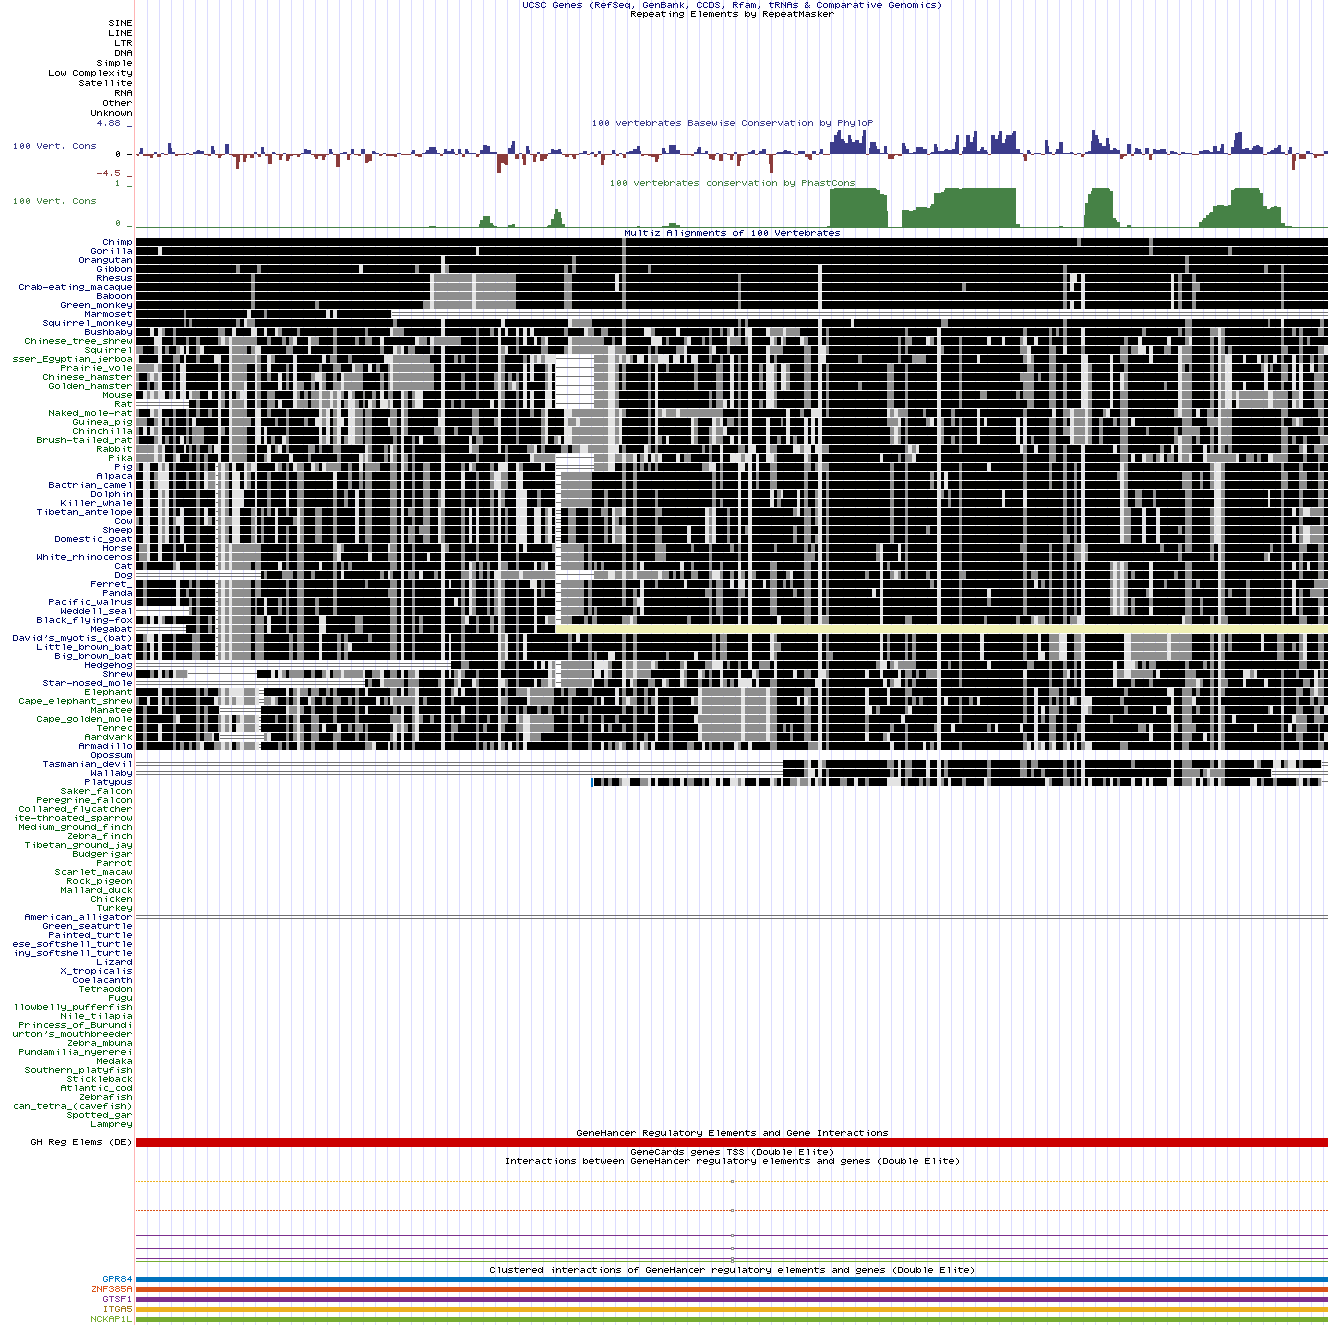 UCSC Genes (RefSeq, GenBank, CCDS, Rfam, tRNAs & Comparative Genomics)
Repeating Elements by RepeatMasker
SINE
LINE
LTR
DNA
Simple
Low Complexity
Satellite
RNA
Other
Unknown
4.88 _
100 vertebrates Basewise Conservation by PhyloP
100 Vert. Cons
0 -
-4.5 _
1 _
100 vertebrates conservation by PhastCons
100 Vert. Cons
0 _
Multiz Alignments of 100 Vertebrates
Chimp
Gorilla
Orangutan
Gibbon
Rhesus
Crab-eating_macaque
Baboon
Green_monkey
Marmoset
Squirrel_monkey
Bushbaby
Chinese_tree_shrew
Squirrel
sser_Egyptian_jerboa
Prairie_vole
Chinese_hamster
Golden_hamster
Mouse
Rat
Naked_mole-rat
Guinea_pig
Chinchilla
Brush-tailed_rat
Rabbit
Pika
Pig
Alpaca
Bactrian_camel
Dolphin
Killer_whale
Tibetan_antelope
Cow
Sheep
Domestic_goat
Horse
White_rhinoceros
Cat
Dog
Ferret_
Panda
Pacific_walrus
Weddell_seal
Black_flying-fox
Megabat
David's_myotis_(bat)
Little_brown_bat
Big_brown_bat
Hedgehog
Shrew
Star-nosed_mole
Elephant
Cape_elephant_shrew
Manatee
Cape_golden_mole
Tenrec
Aardvark
Armadillo
Opossum
Tasmanian_devil
Wallaby
Platypus
Saker_falcon
Peregrine_falcon
Collared_flycatcher
ite-throated_sparrow
Medium_ground_finch
Zebra_finch
Tibetan_ground_jay
Budgerigar
Parrot
Scarlet_macaw
Rock_pigeon
Mallard_duck
Chicken
Turkey
American_alligator
Green_seaturtle
Painted_turtle
ese_softshell_turtle
iny_softshell_turtle
Lizard
X_tropicalis
Coelacanth
Tetraodon
Fugu
llowbelly_pufferfish
Nile_tilapia
Princess_of_Burundi
urton's_mouthbreeder
Zebra_mbuna
Pundamilia_nyererei
Medaka
Southern_platyfish
Stickleback
Atlantic_cod
Zebrafish
can_tetra_(cavefish)
Spotted_gar
Lamprey
GeneHancer Regulatory Elements and Gene Interactions
GH Reg Elems (DE)
GeneCards genes TSS (Double Elite)
Interactions between GeneHancer regulatory elements and genes (Double Elite)
Clustered interactions of GeneHancer regulatory elements and genes (Double Elite)
GPR84
ZNF385A
GTSF1
ITGA5
NCKAP1L